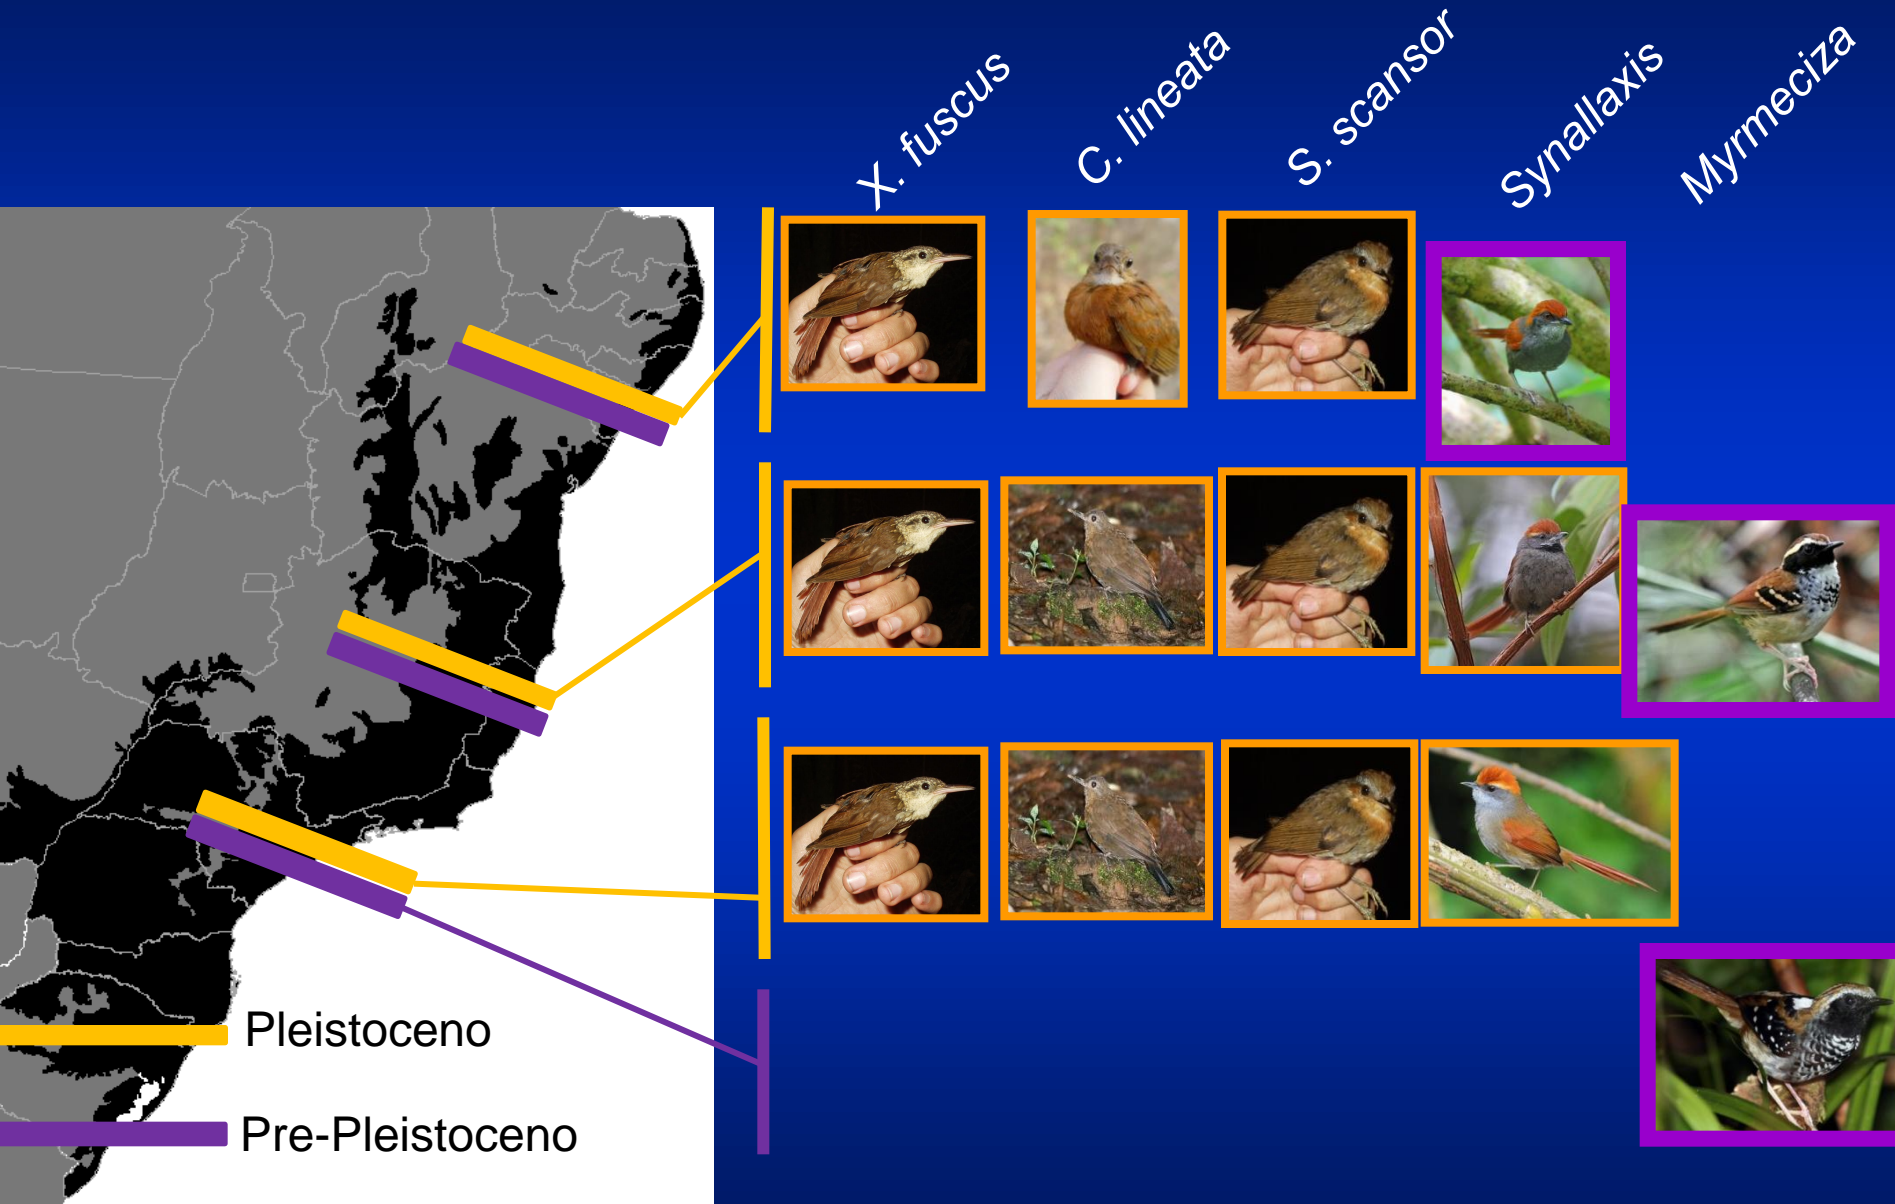 X. fuscus
C. lineata
S. scansor
Synallaxis
Myrmeciza
Pleistoceno
Pre-Pleistoceno